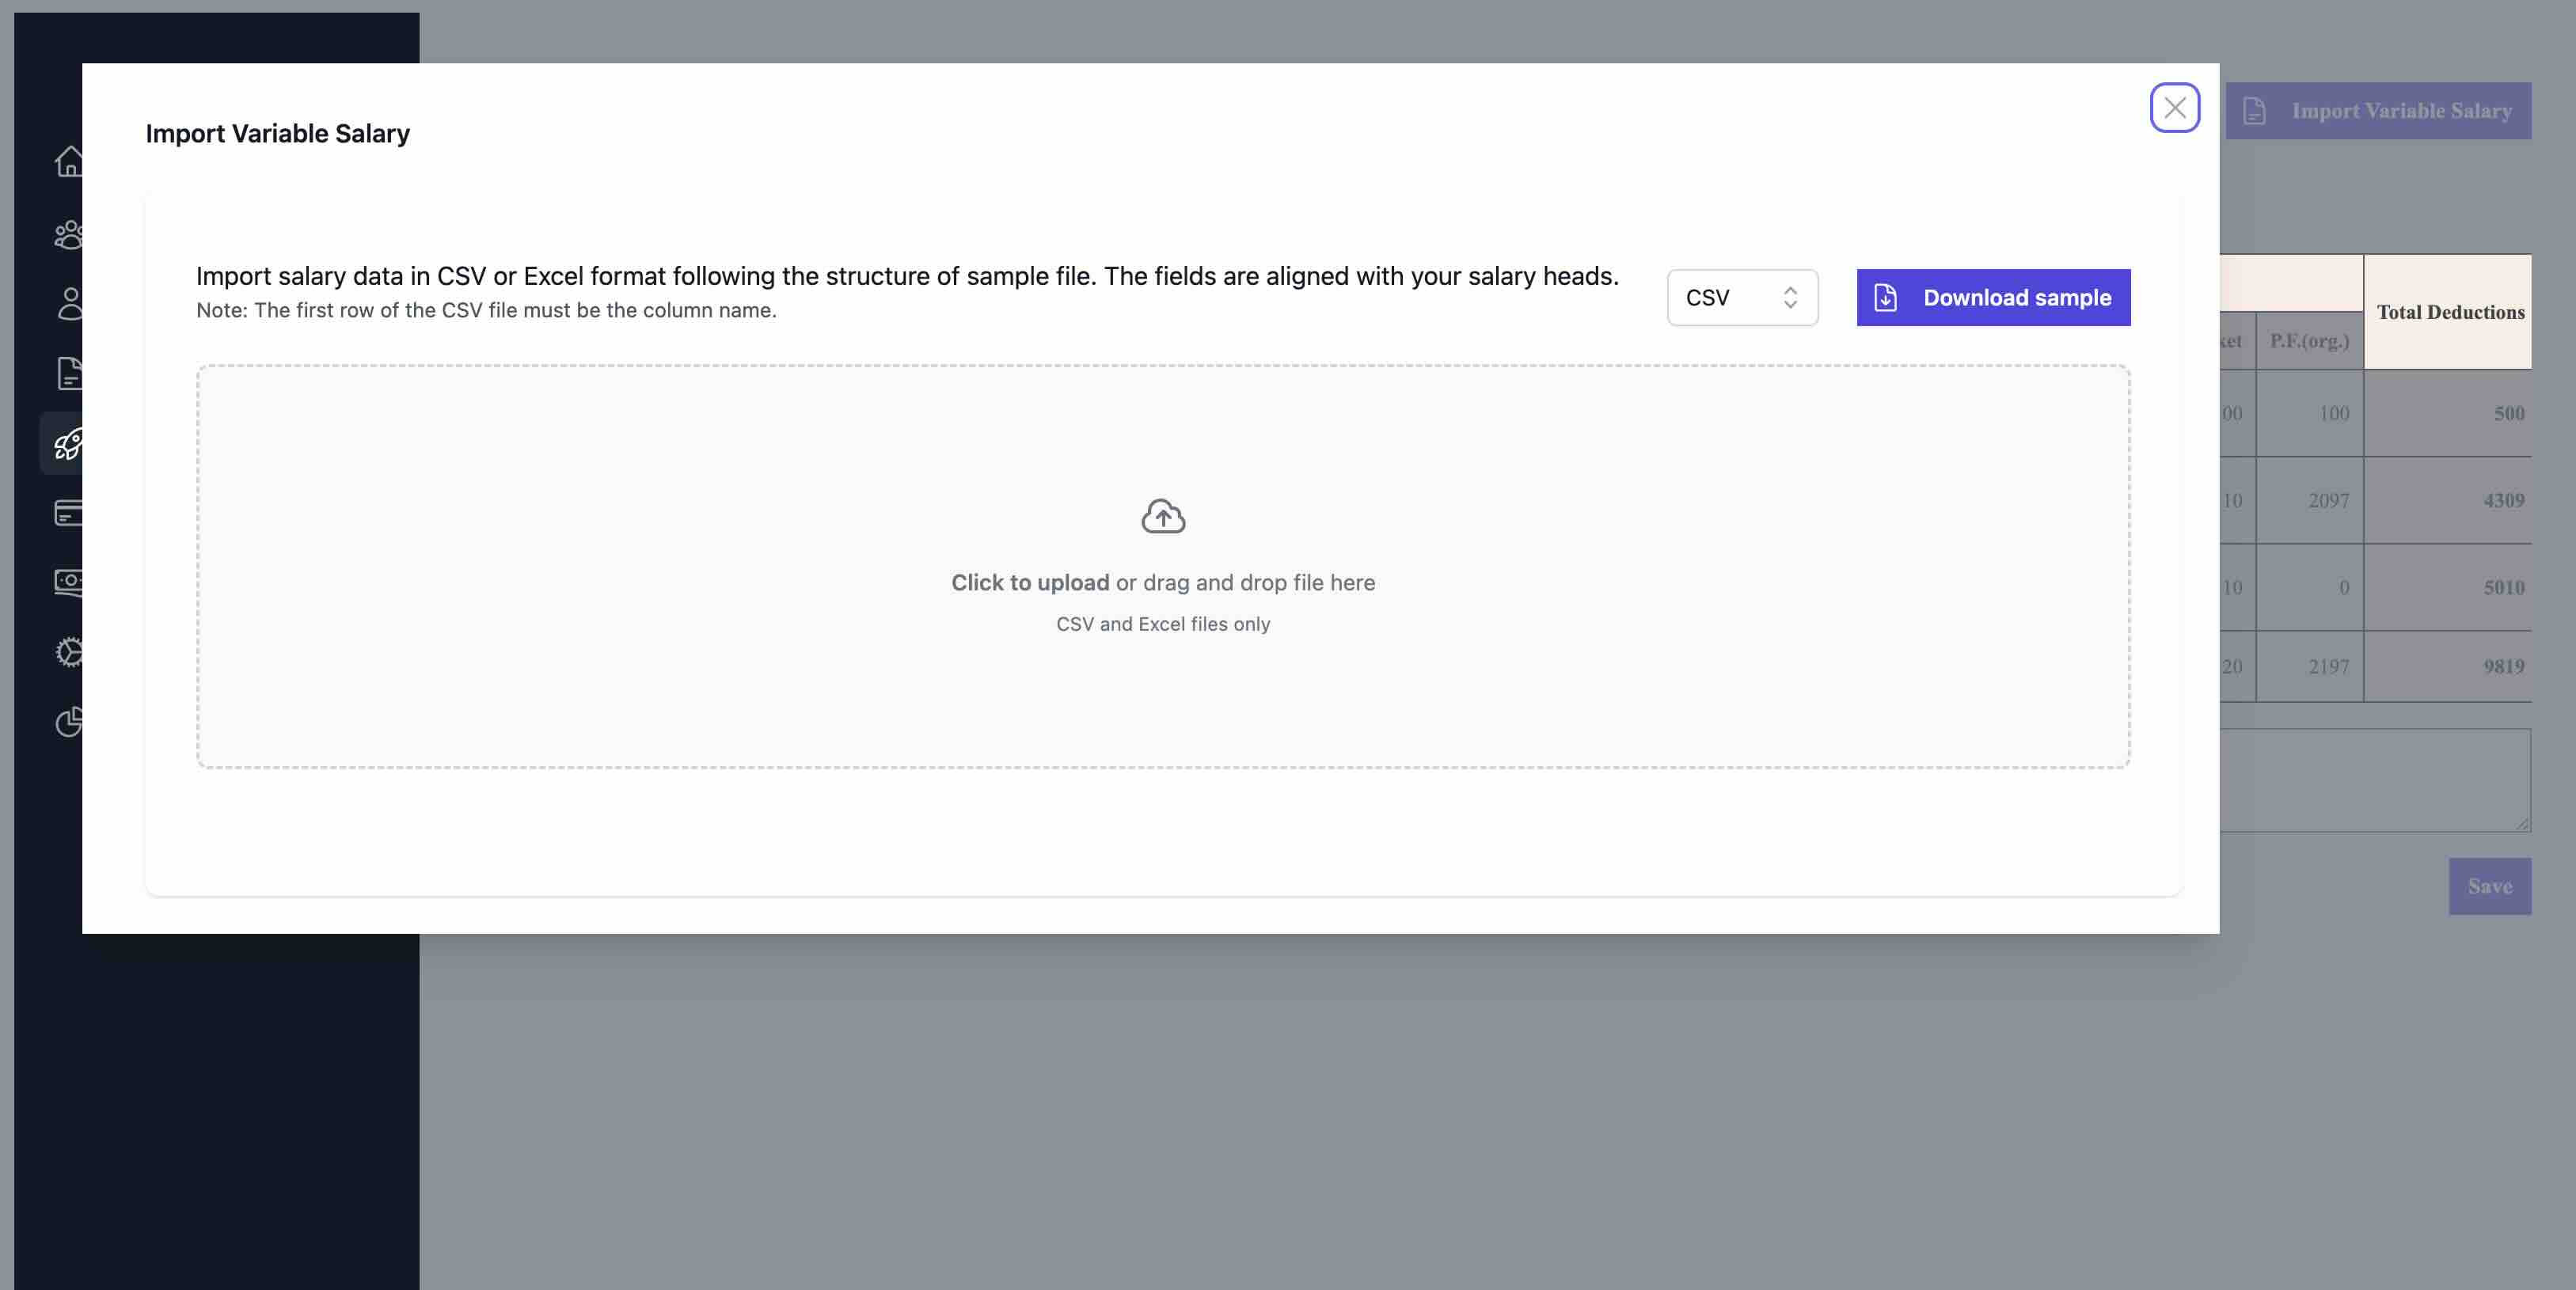 Import Variable Salary
Import Variable Salary
Import salary data in CSV or Excel format following the structure of sample file. The fields are aligned with your salary heads.
Note: The first row of the CSV file must be the column name.
CSV
Download sample
Click to upload or drag and drop file here
CSV and Excel files only
Total Deductions
P.F.(org.)
00 100 500
10 2097 4309
10 0 5010
20 2197 9819
Save